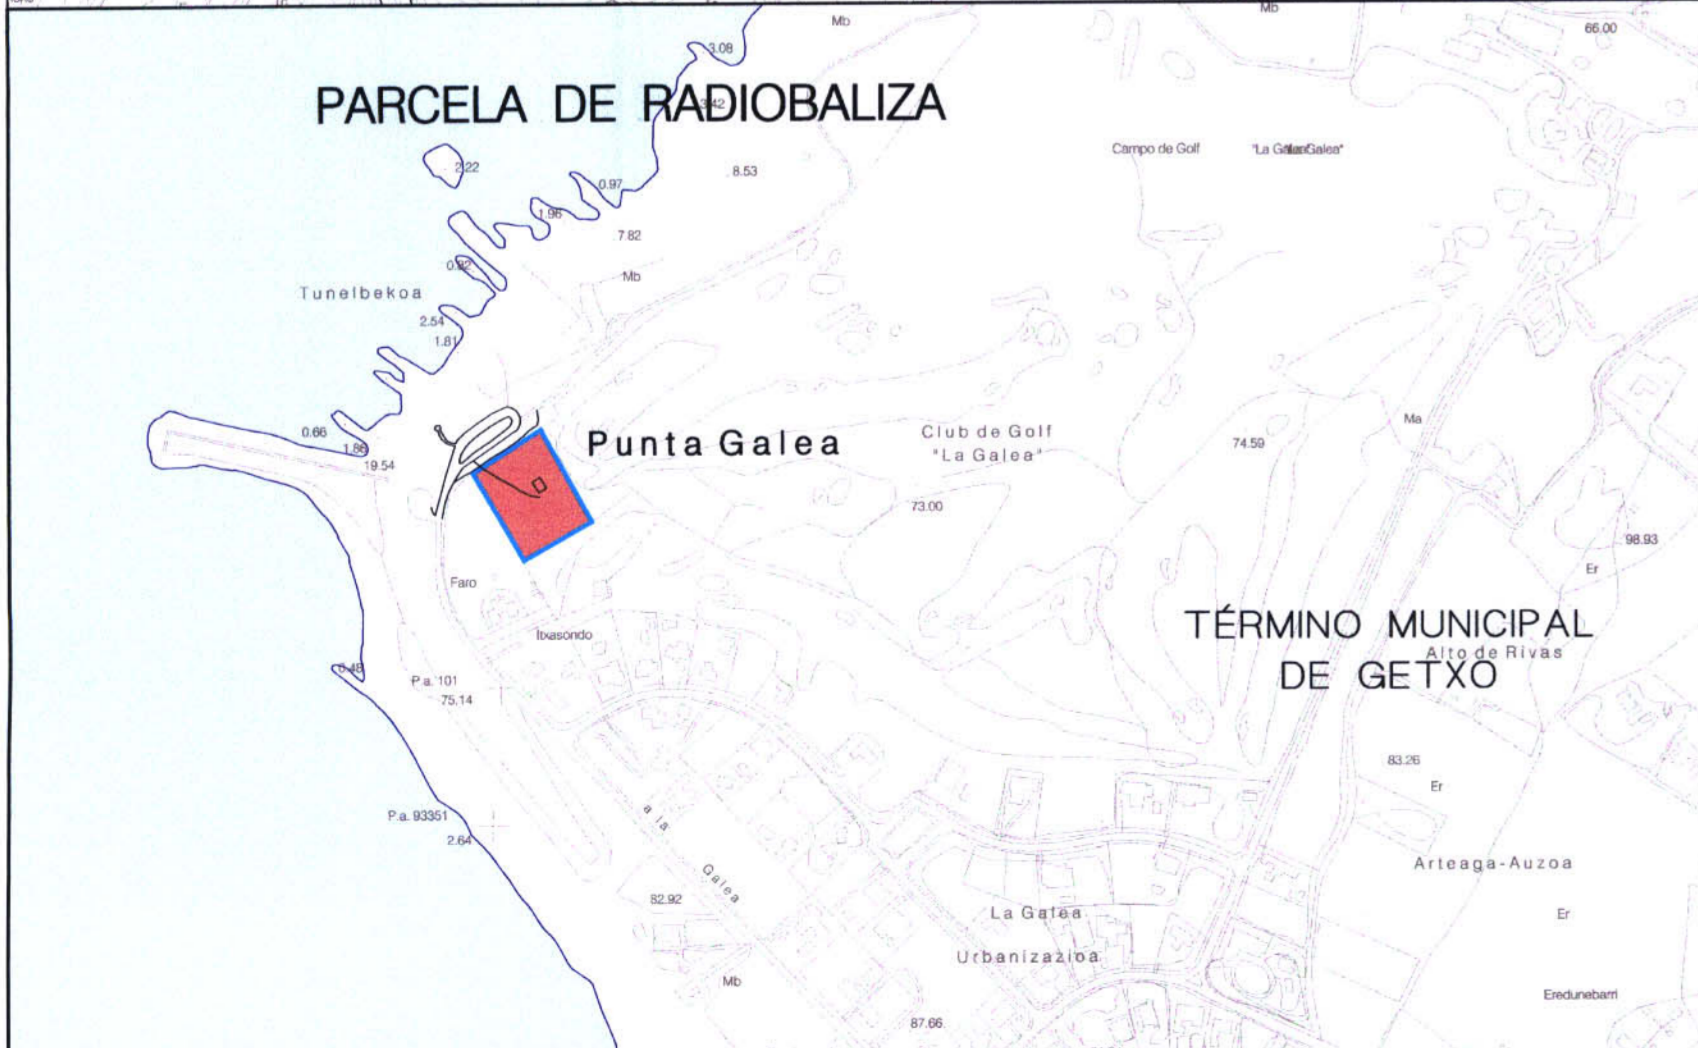 Mb
Mb
66.00
3.08
PARCELA DE RADIOBALIZA
3.42
Campo de Golf
2.22
8.53
0.97
1.96
7.82
Mb
0.82
Tunelbekoa
2.54
1.81
Punta Galea
Club de Golf
"La Galea"
Ma
74.59
0.66
1.86
19.54
73.00
98.93
Er
Faro
Itxasondo
TÉRMINO MUNICIPAL
Alto de Rivas
DE GETXO
P.a. 101
75.14
83.26
Er
P.a. 93351
2.64
a la
Galea
Arteaga-Auzoa
82.92
La Galea
Er
Urbanizazioa
Mb
Eredunebarri
87.66